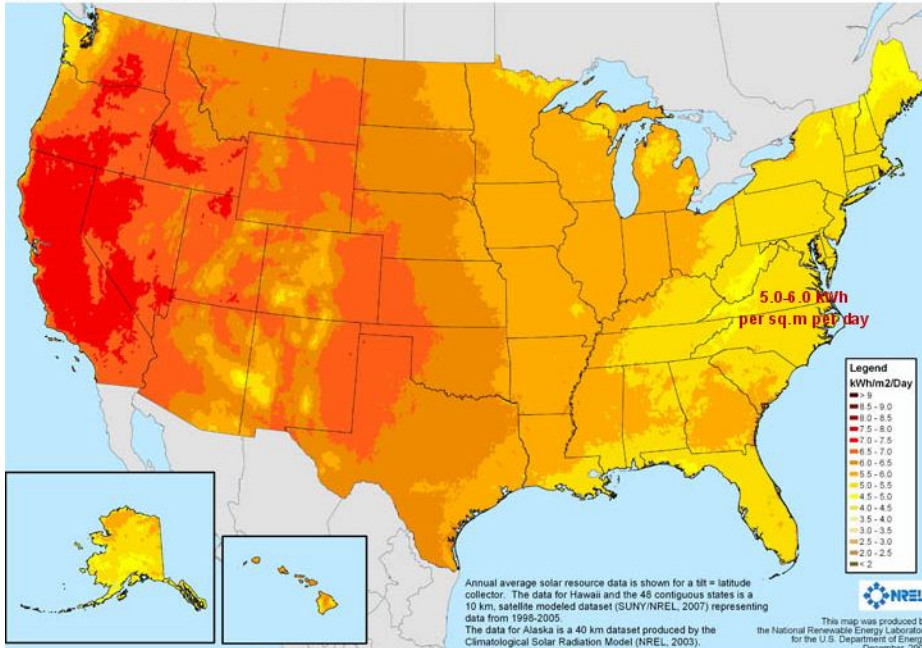 5.0-6.0 kWh
per sq.m per day
Legend
kWh/m2/Day
> 9
8.5 - 9.0
8.0 - 8.5
7.5 - 8.0
7.0 - 7.5
6.5 - 7.0
6.0 - 6.5
5.5 - 6.0
5.0 - 5.5
4.5 - 5.0
4.0 - 4.5
3.5 - 4.0
3.0 - 3.5
2.5 - 3.0
2.0 - 2.5
< 2
Annual average solar resource data is shown for a tilt = latitude
collector. The data for Hawaii and the 48 contiguous states is a
10 km, satellite modeled dataset (SUNY/NREL, 2007) representing
data from 1998-2005.
The data for Alaska is a 40 km dataset produced by the
Climatological Solar Radiation Model (NREL, 2003).
NREL
This map was produced b
the National Renewable Energy Laborato
for the U.S. Department of Energ